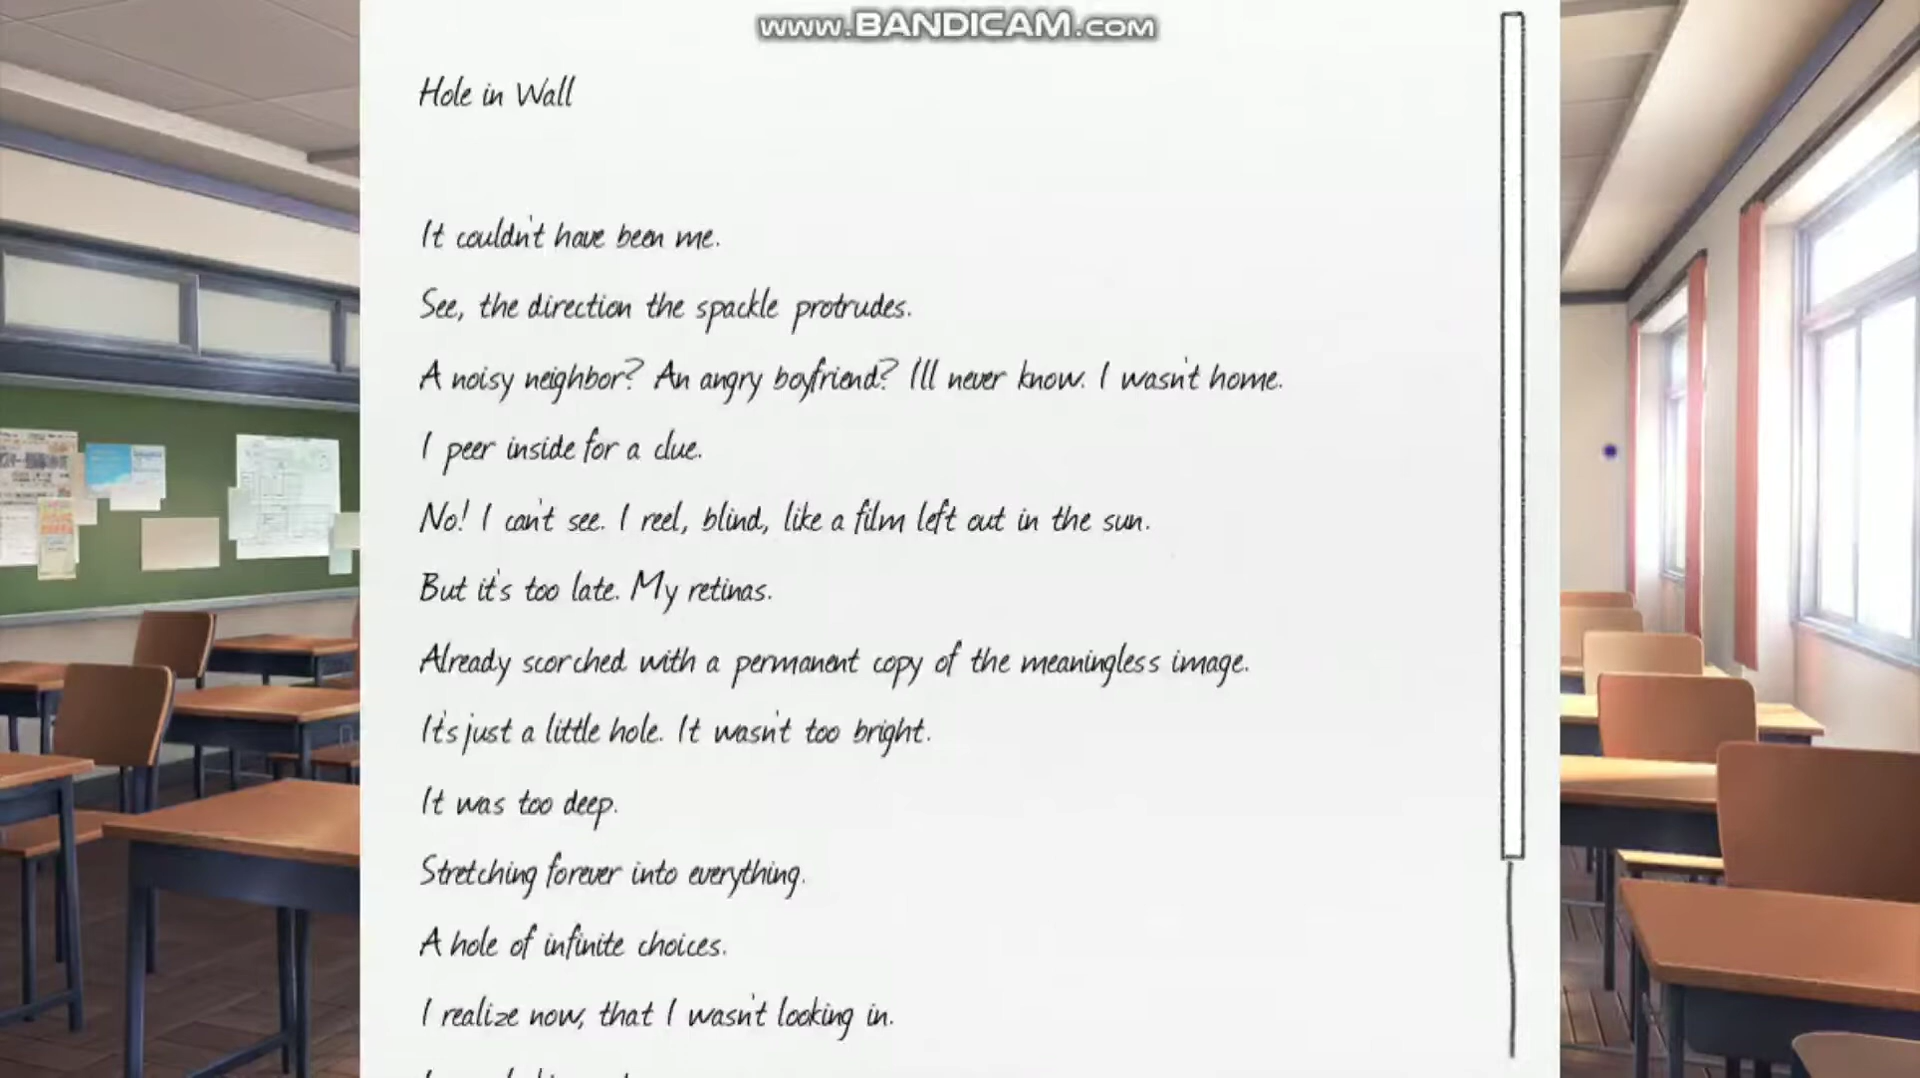 www.BANDICAM.com
Hole in Wall
It couldn't have been me.
See, the direction the spackle protrudes.
A noisy neighbor? An angry boyfriend? I'll never know. I wasn't home.
I peer inside for a clue.
No! I can't see. I reel, blind, like a film left out in the sun.
But it's too late. My retinas.
Already scorched with a permanent copy of the meaningless image.
It's just a little hole. It wasn't too bright.
It was too deep.
Stretching forever into everything.
A hole of infinite choices.
I realize now, that I wasn't looking in.